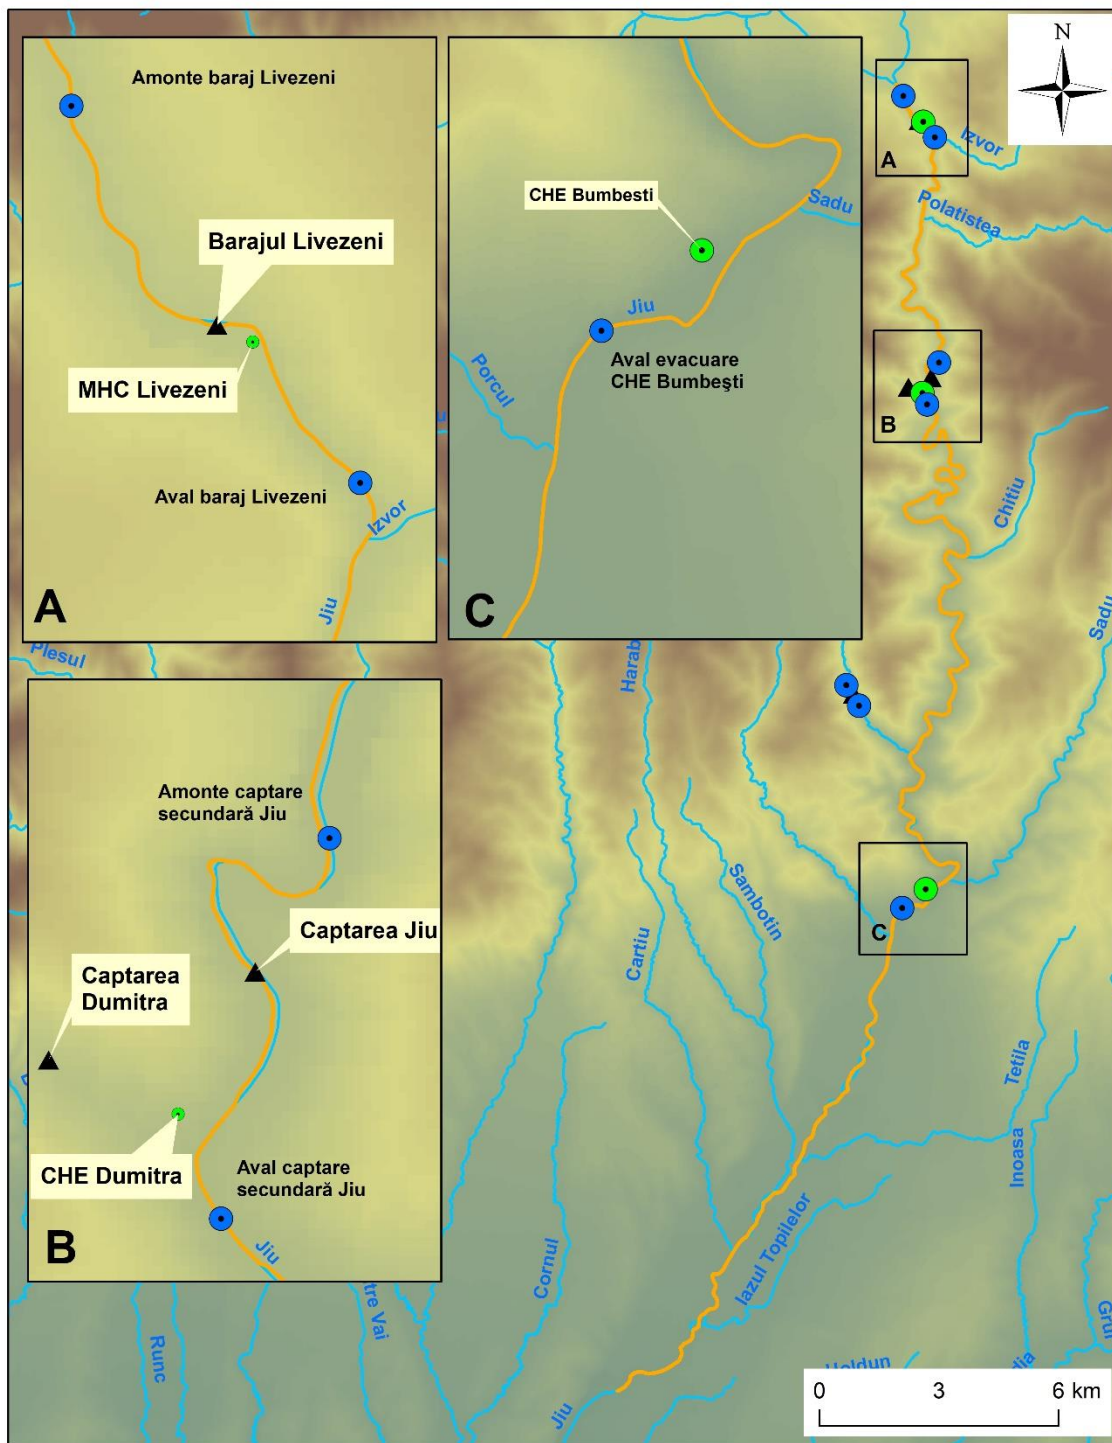 Amonte baraj Livezeni
Barajul Livezeni
MHC Livezeni
Aval baraj Livezeni
Izvor
Jiu
A
CHE Bumbesti
Sadu
Jiu
Aval evacuare
CHE Bumbeşti
Porcul
C
N
A
Izvor
Polatistea
B
Chitiu
Sadu
Plesul
Harab
Amonte captare
secundară Jiu
Captarea Jiu
Captarea
Dumitra
CHE Dumitra
Aval captare
secundară Jiu
Jiu
B
Sambotin
Cartiu
C
Tetila
Inoasa
Iazul Topilelor
Cornul
tre Vai
Runc
Jiu
0 3 6 km